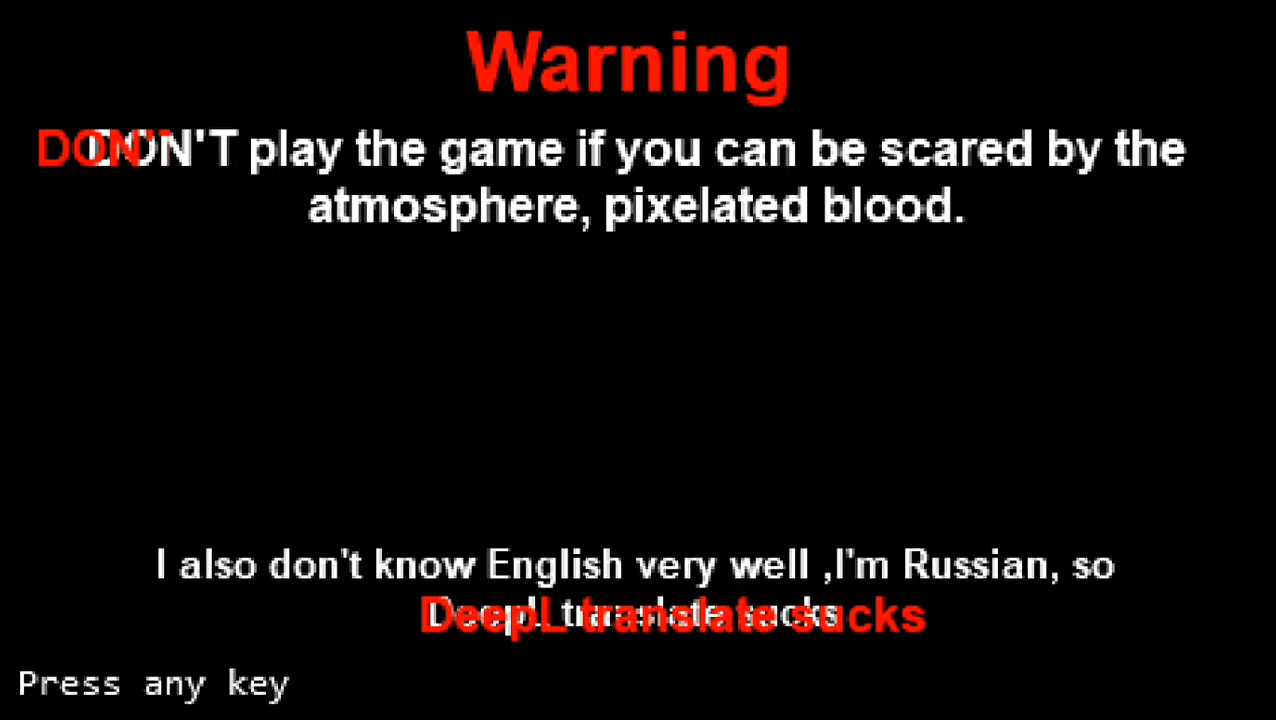 Warning
DON'T play the game if you can be scared by the
atmosphere, pixelated blood.
I also don't know English very well ,I'm Russian, so
DeepL translate sucks
Press any key